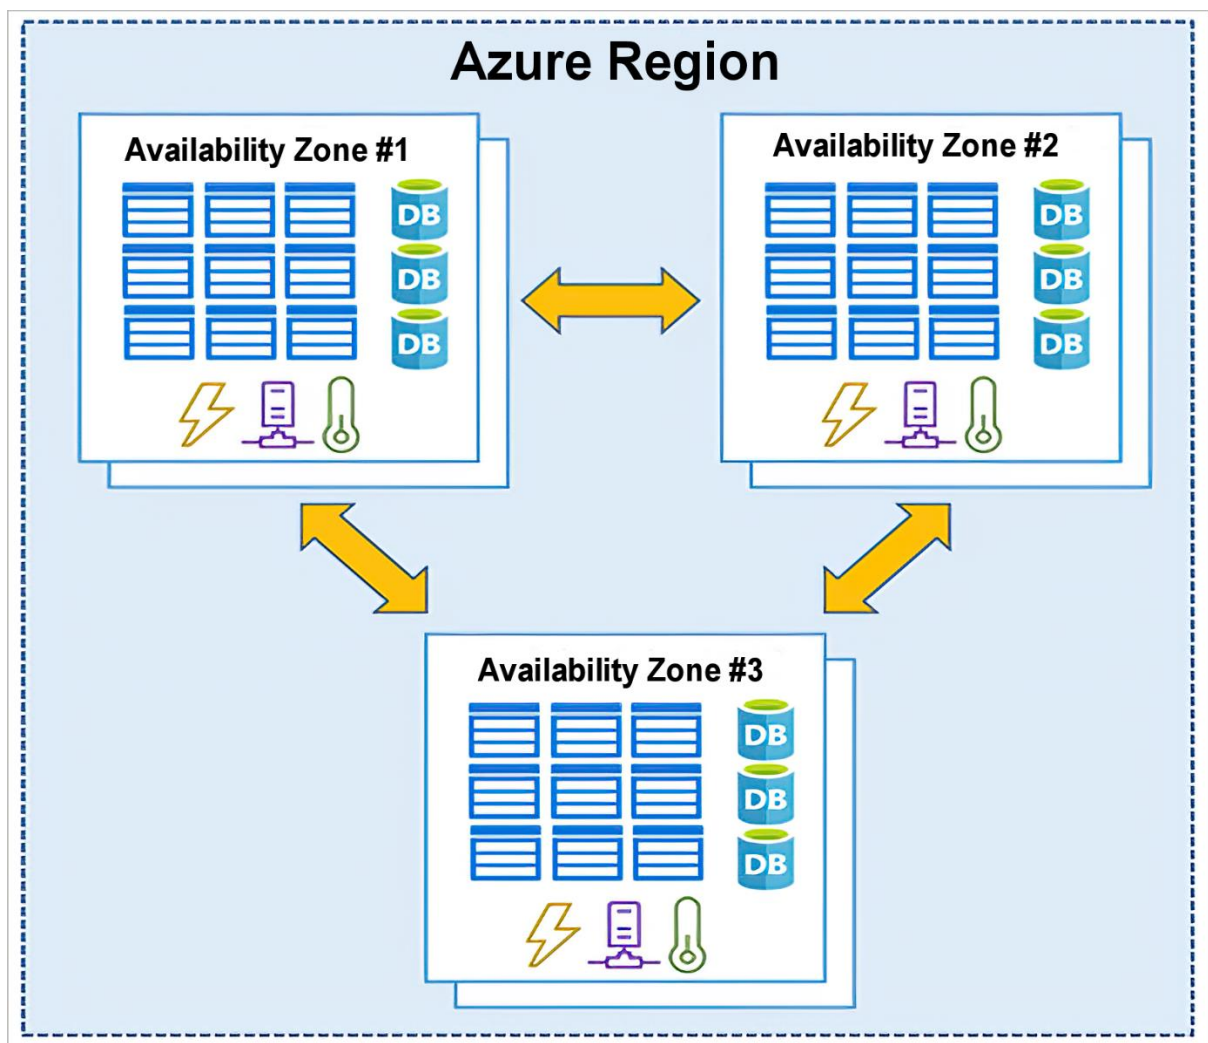 Azure Region
Availability Zone #1
Availability Zone #2
DB
DB
DB
DB
DB
DB
Availability Zone #3
DB
DB
DB